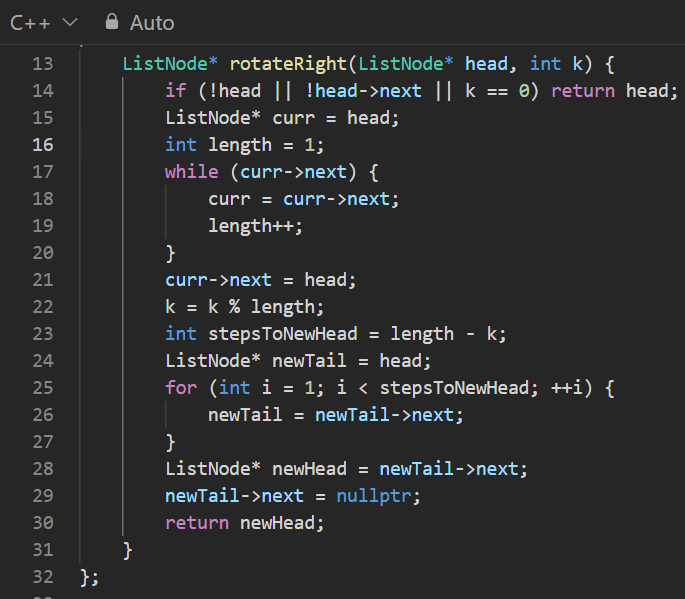 C++ Auto
13 ListNode* rotateRight(ListNode* head, int k) {
14 if (!head || !head->next || k == 0) return head;
15 ListNode* curr = head;
16 int length = 1;
17 while (curr->next) {
18 curr = curr->next;
19 length++;
20 }
21 curr->next = head;
22 k = k % length;
23 int stepsToNewHead = length - k;
24 ListNode* newTail = head;
25 for (int i = 1; i < stepsToNewHead; ++i) {
26 newTail = newTail->next;
27 }
28 ListNode* newHead = newTail->next;
29 newTail->next = nullptr;
30 return newHead;
31 }
32 };